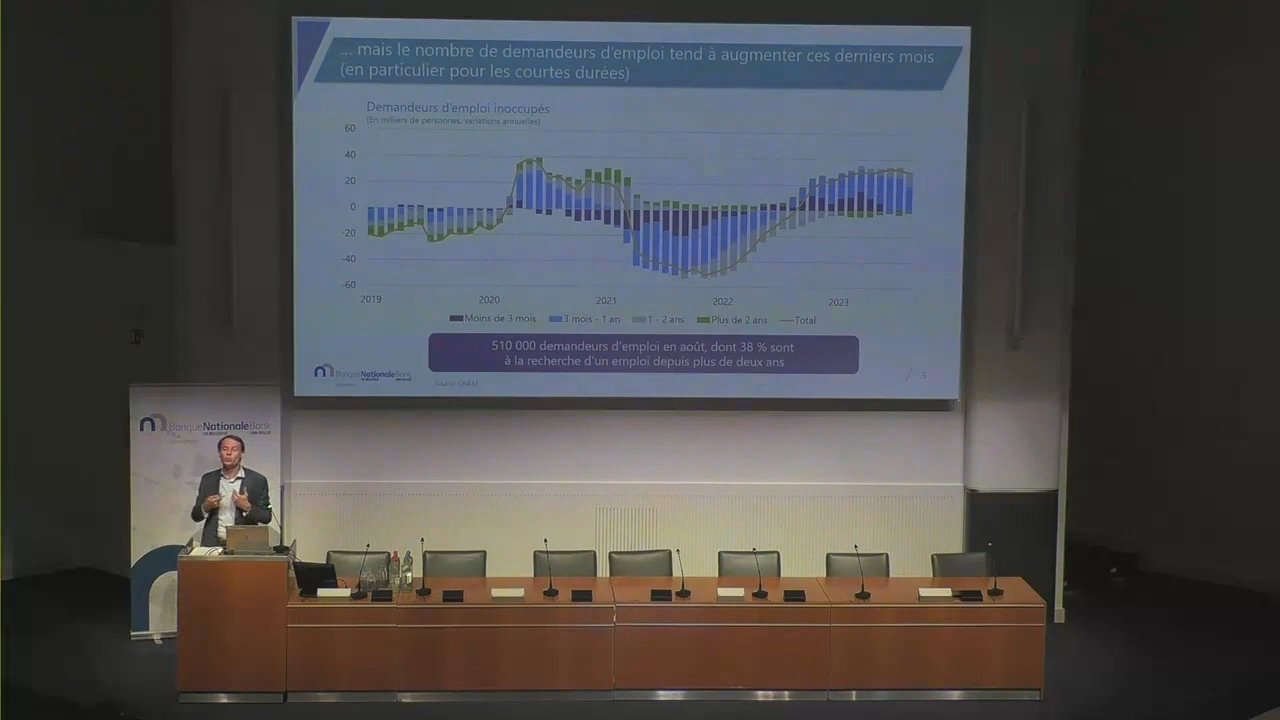 ... mais le nombre de demandeurs d'emploi tend à augmenter ces derniers mois
(en particulier pour les courtes durées)
Demandeurs d'emploi inoccupés
(En milliers de personnes, variations annuelles)
60
40
20
0
-20
-40
-60
2019 2020 2021 2022 2023
Moins de 3 mois 3 mois - 1 an 1 - 2 ans Plus de 2 ans Total
510 000 demandeurs d'emploi en août, dont 38 % sont
à la recherche d'un emploi depuis plus de deux ans
BanqueNationaleBank
/ 5
BanqueNationaleBank